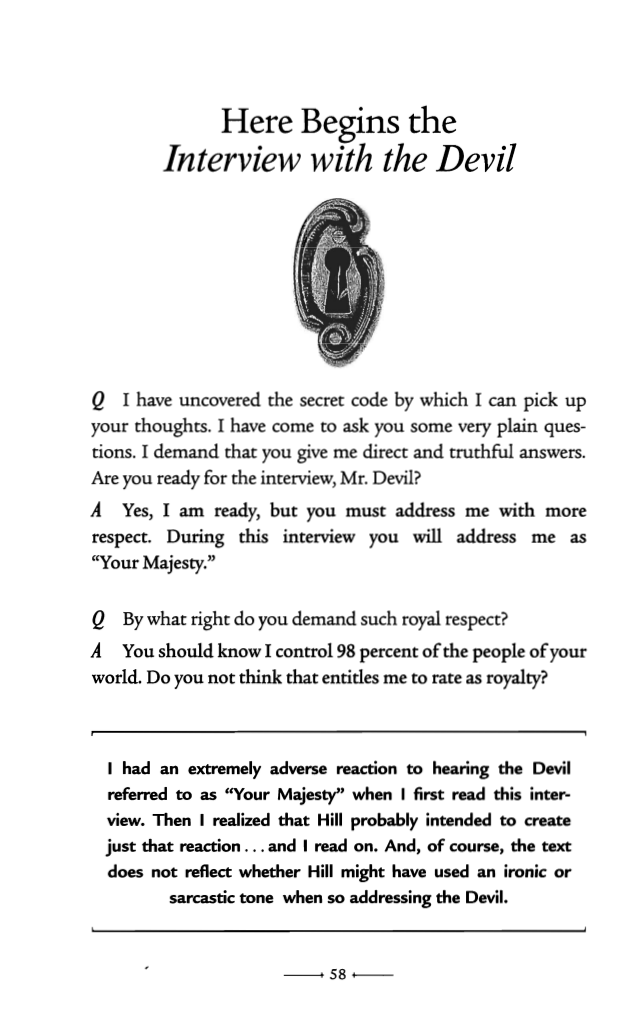 Here Begins the
Interview with the Devil
Q I have uncovered the secret code by which I can pick up
your thoughts. I have come to ask you some very plain ques-
tions. I demand that you give me direct and truthful answers.
Are you ready for the interview, Mr. Devil?
A Yes, I am ready, but you must address me with more
respect. During this interview you will address me as
“Your Majesty.”
Q By what right do you demand such royal respect?
A You should know I control 98 percent of the people of your
world. Do you not think that entitles me to rate as royalty?
I had an extremely adverse reaction to hearing the Devil
referred to as “Your Majesty” when I first read this inter-
view. Then I realized that Hill probably intended to create
just that reaction . . . and I read on. And, of course, the text
does not reflect whether Hill might have used an ironic or
sarcastic tone when so addressing the Devil.
58